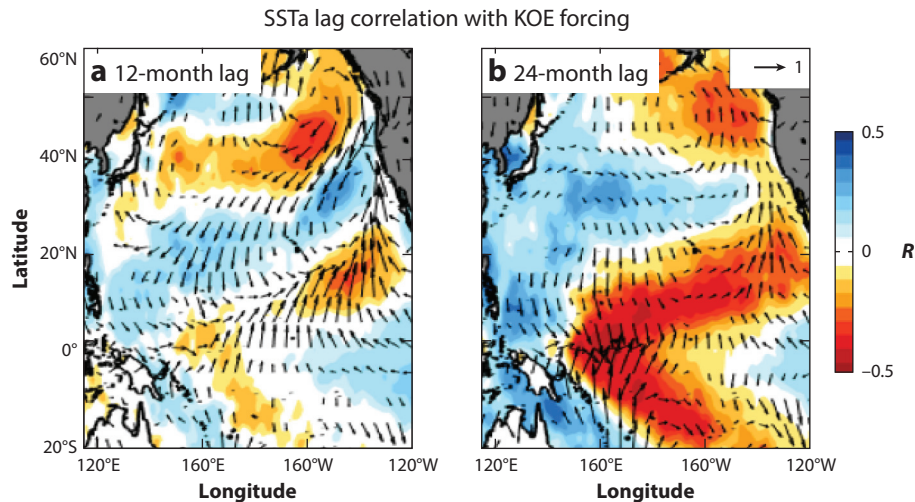 SSTa lag correlation with KOE forcing
a 12-month lag
b 24-month lag
1
60°N
40°N
20°N
0°
20°S
Latitude
120°E
160°E
160°W
120°W
Longitude
120°E
160°E
160°W
120°W
Longitude
0.5
0
–0.5
R